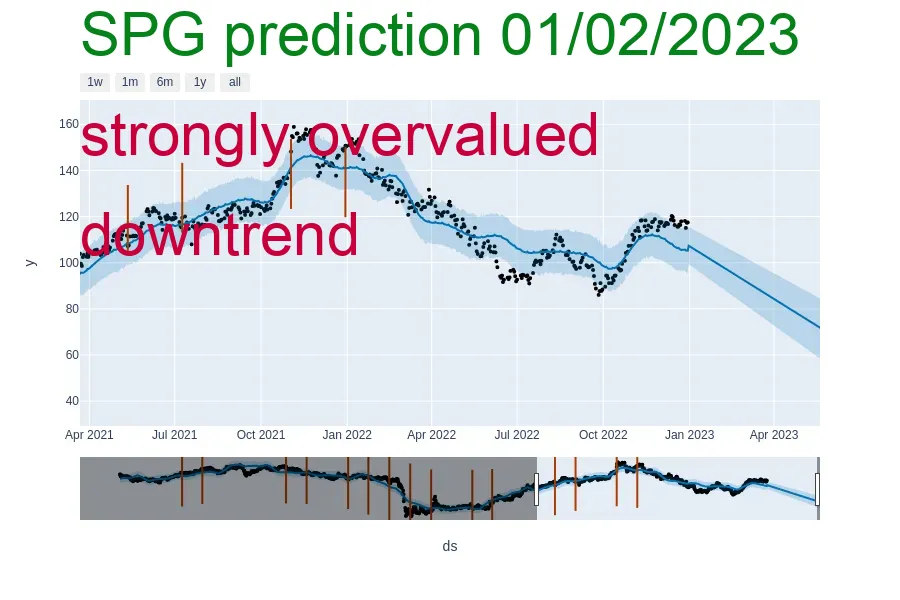 SPG prediction 01/02/2023
1w 1m 6m 1y all
strongly overvalued
downtrend
160
140
120
100
80
60
40
y
Apr 2021 Jul 2021 Oct 2021 Jan 2022 Apr 2022 Jul 2022 Oct 2022 Jan 2023 Apr 2023
ds